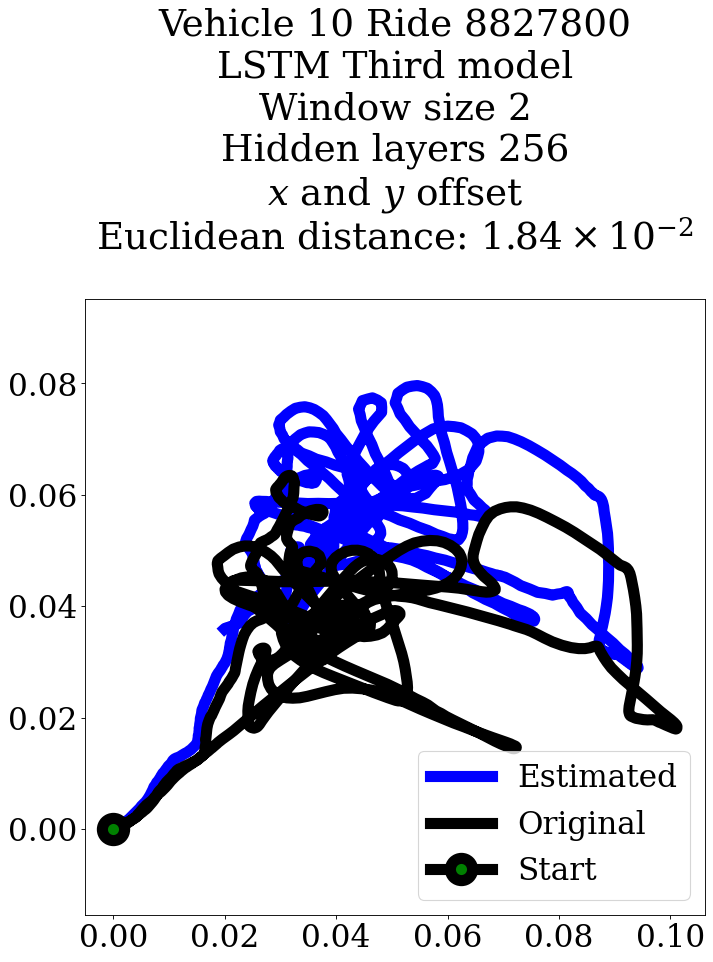 Vehicle 10 Ride 8827800
LSTM Third model
Window size 2
Hidden layers 256
x and y offset
Euclidean distance: 1.84 × 10⁻²
0.08
0.06
0.04
0.02
0.00
Estimated
Original
Start
0.00 0.02 0.04 0.06 0.08 0.10